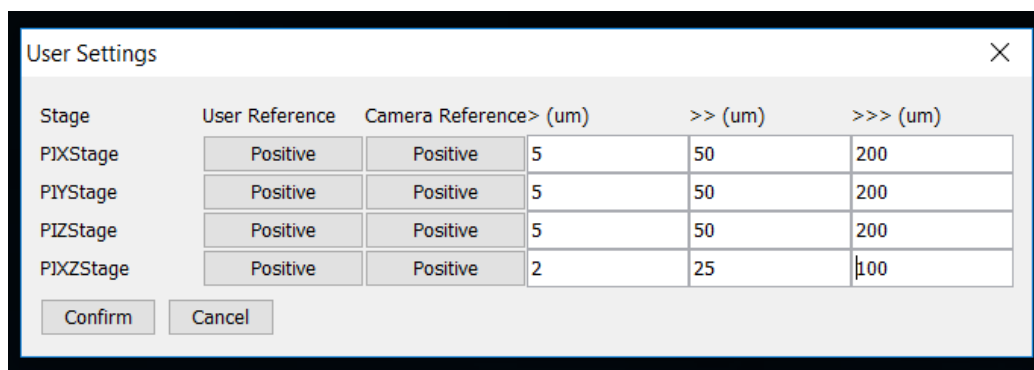 User Settings
Stage User Reference Camera Reference > (um) >> (um) >>> (um)
PIXStage Positive Positive 5 50 200
PIYStage Positive Positive 5 50 200
PIZStage Positive Positive 5 50 200
PIXZStage Positive Positive 2 25 100
Confirm Cancel